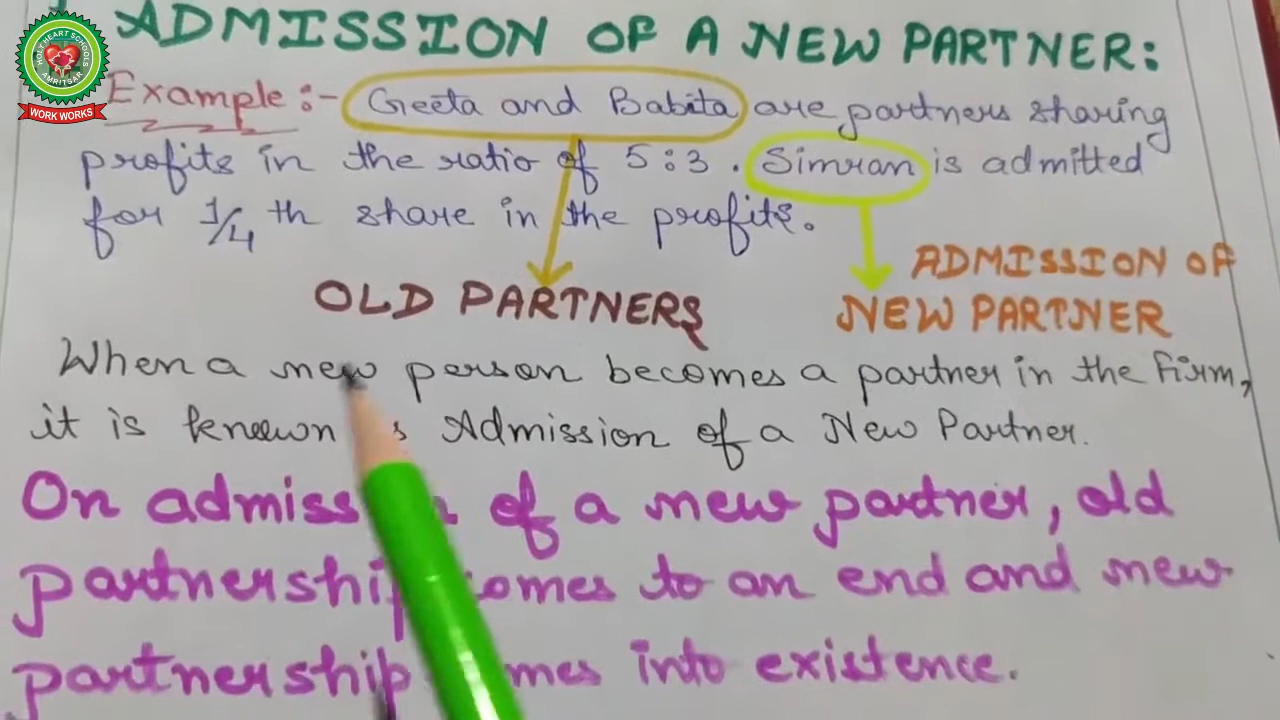 HOLY HEART SCHOOLS
AMRITSAR
WORK WORKS
ADMISSION OF A NEW PARTNER:
Example:- Geeta and Babita are partners sharing
profits in the ratio of 5:3. Simran is admitted
for 1/4 th share in the profits.
ADMISSION OF
OLD PARTNERS NEW PARTNER
When a new person becomes a partner in the firm,
it is known Admission of a New Partner.
On of a new partner, old
partnership comes to an end and new
partnership comes into existence.